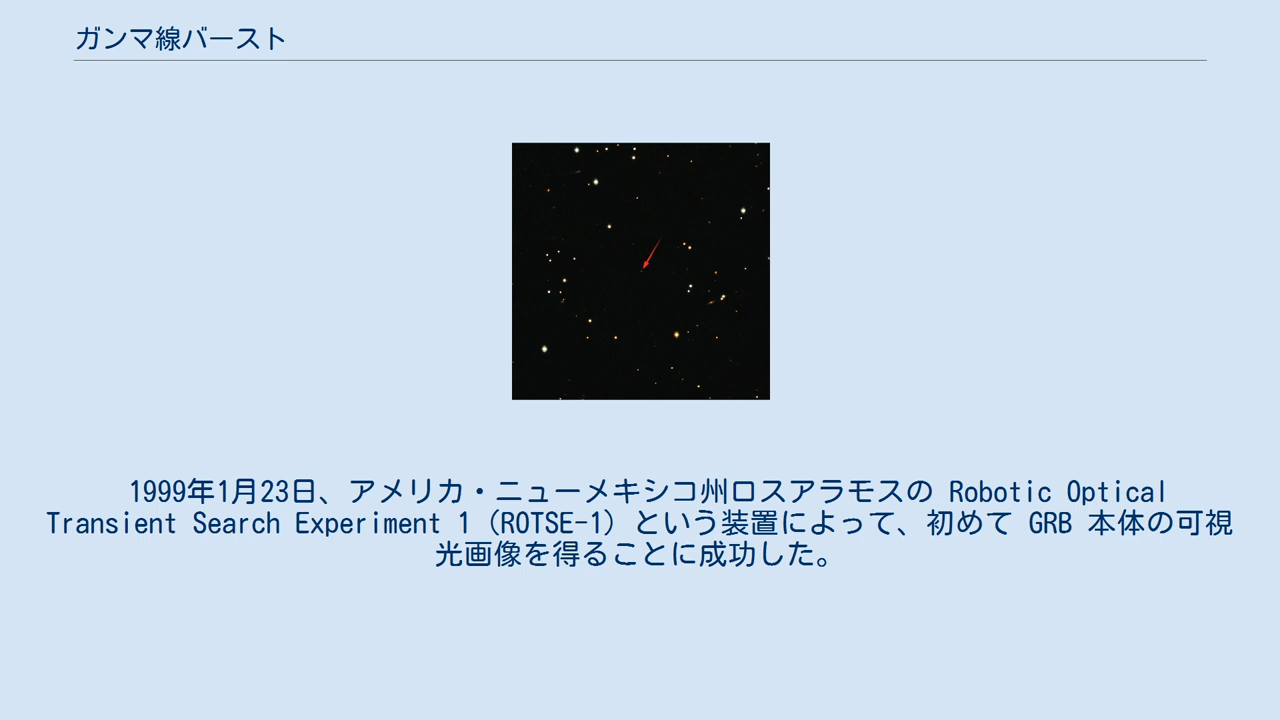 ガンマ線バースト
1999年1月23日、アメリカ・ニューメキシコ州ロスアラモスの Robotic Optical
Transient Search Experiment 1 (ROTSE-1) という装置によって、初めて GRB 本体の可視
光画像を得ることに成功した。